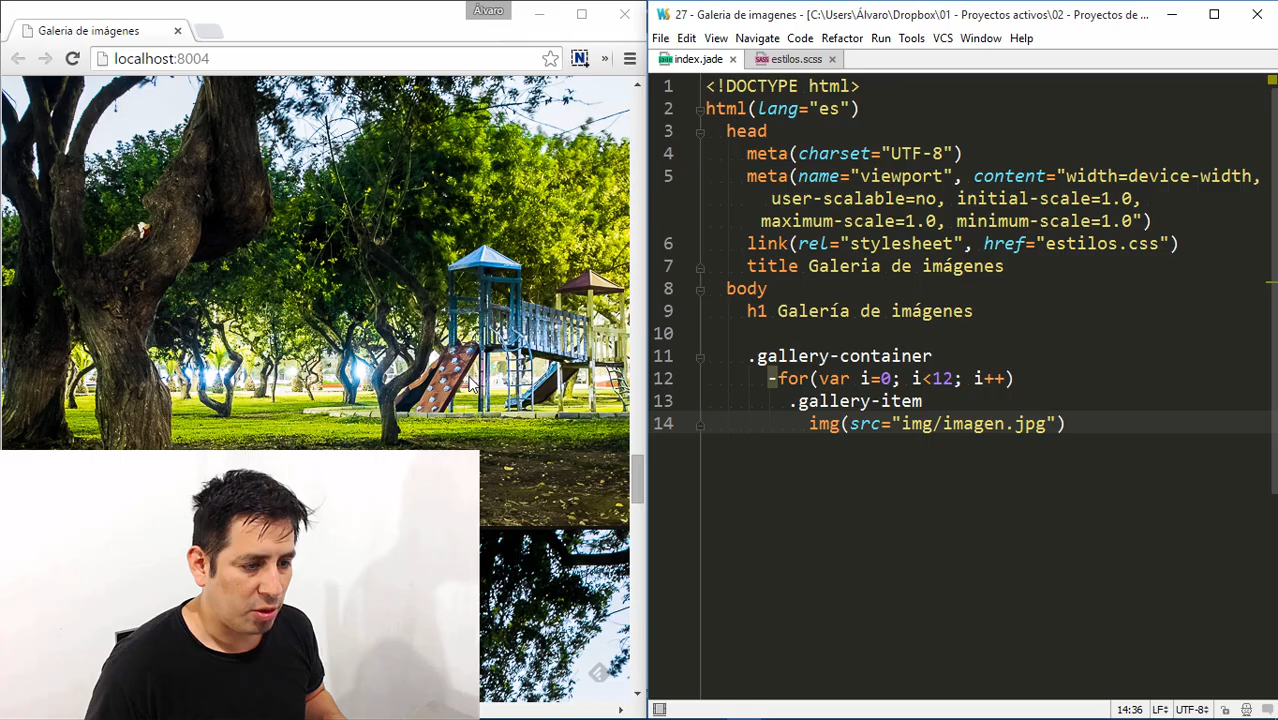 Álvaro
Galería de imágenes
localhost:8004
27 - Galeria de imagenes - [C:\Users\Álvaro\Dropbox\01 - Proyectos activos\02 - Proyectos de ...
File Edit View Navigate Code Refactor Run Tools VCS Window Help
index.jade estilos.scss
1 <!DOCTYPE html>
2 html(lang="es")
3 head
4 meta(charset="UTF-8")
5 meta(name="viewport", content="width=device-width,
user-scalable=no, initial-scale=1.0,
maximum-scale=1.0, minimum-scale=1.0")
6 link(rel="stylesheet", href="estilos.css")
7 title Galeria de imágenes
8 body
9 h1 Galería de imágenes
10
11 .gallery-container
12 -for(var i=0; i<12; i++)
13 .gallery-item
14 img(src="img/imagen.jpg")
14:36 LF÷ UTF-8÷